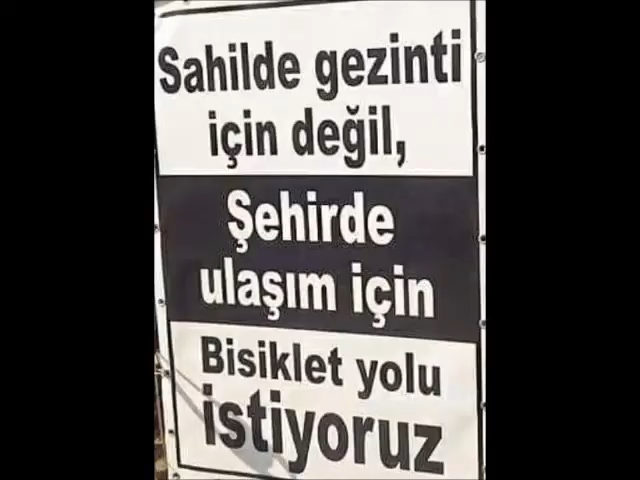 Sahilde gezinti
için değil,
Şehirde
ulaşım için
Bisiklet yolu
istiyoruz